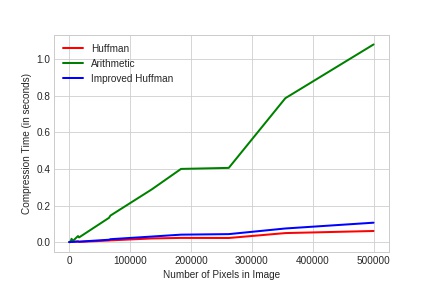 Huffman
Arithmetic
Improved Huffman
Compression Time (in seconds)
1.0
0.8
0.6
0.4
0.2
0.0
0 100000 200000 300000 400000 500000
Number of Pixels in Image